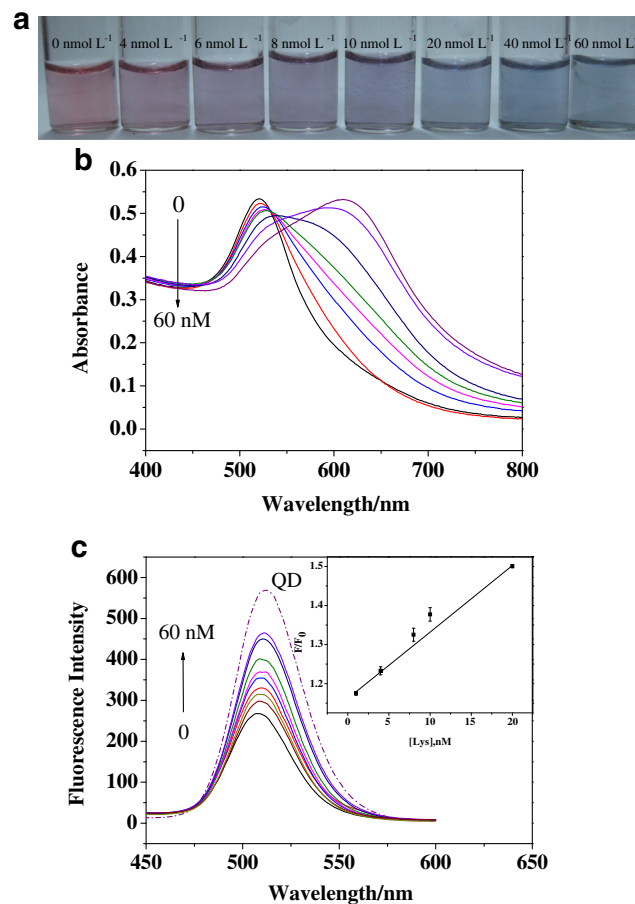 a
0 nmol L⁻¹ 4 nmol L⁻¹ 6 nmol L⁻¹ 8 nmol L⁻¹ 10 nmol L⁻¹ 20 nmol L⁻¹ 40 nmol L⁻¹ 60 nmol L⁻¹
b
0.6
0.5
0.4
0.3
0.2
0.1
0.0
Absorbance
0
60 nM
400 500 600 700 800
Wavelength/nm
c
600
500
400
300
200
100
0
Fluorescence Intensity
QD
60 nM
0
450 500 550 600 650
Wavelength/nm
1.5
1.4
1.3
1.2
F/F₀
0 5 10 15 20
[Lys],nM